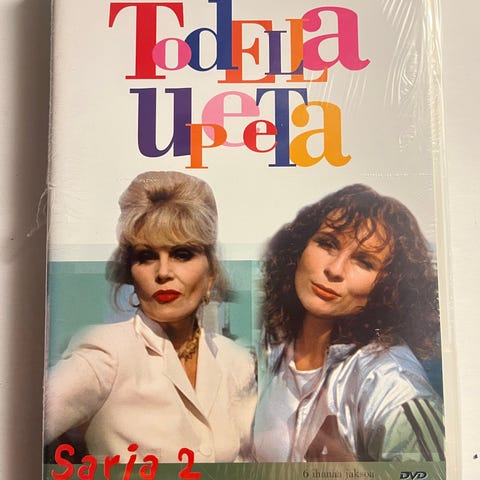 TODELLA
UPeeTa
Sarja 2
6 ihanaa jaksoa
DVD